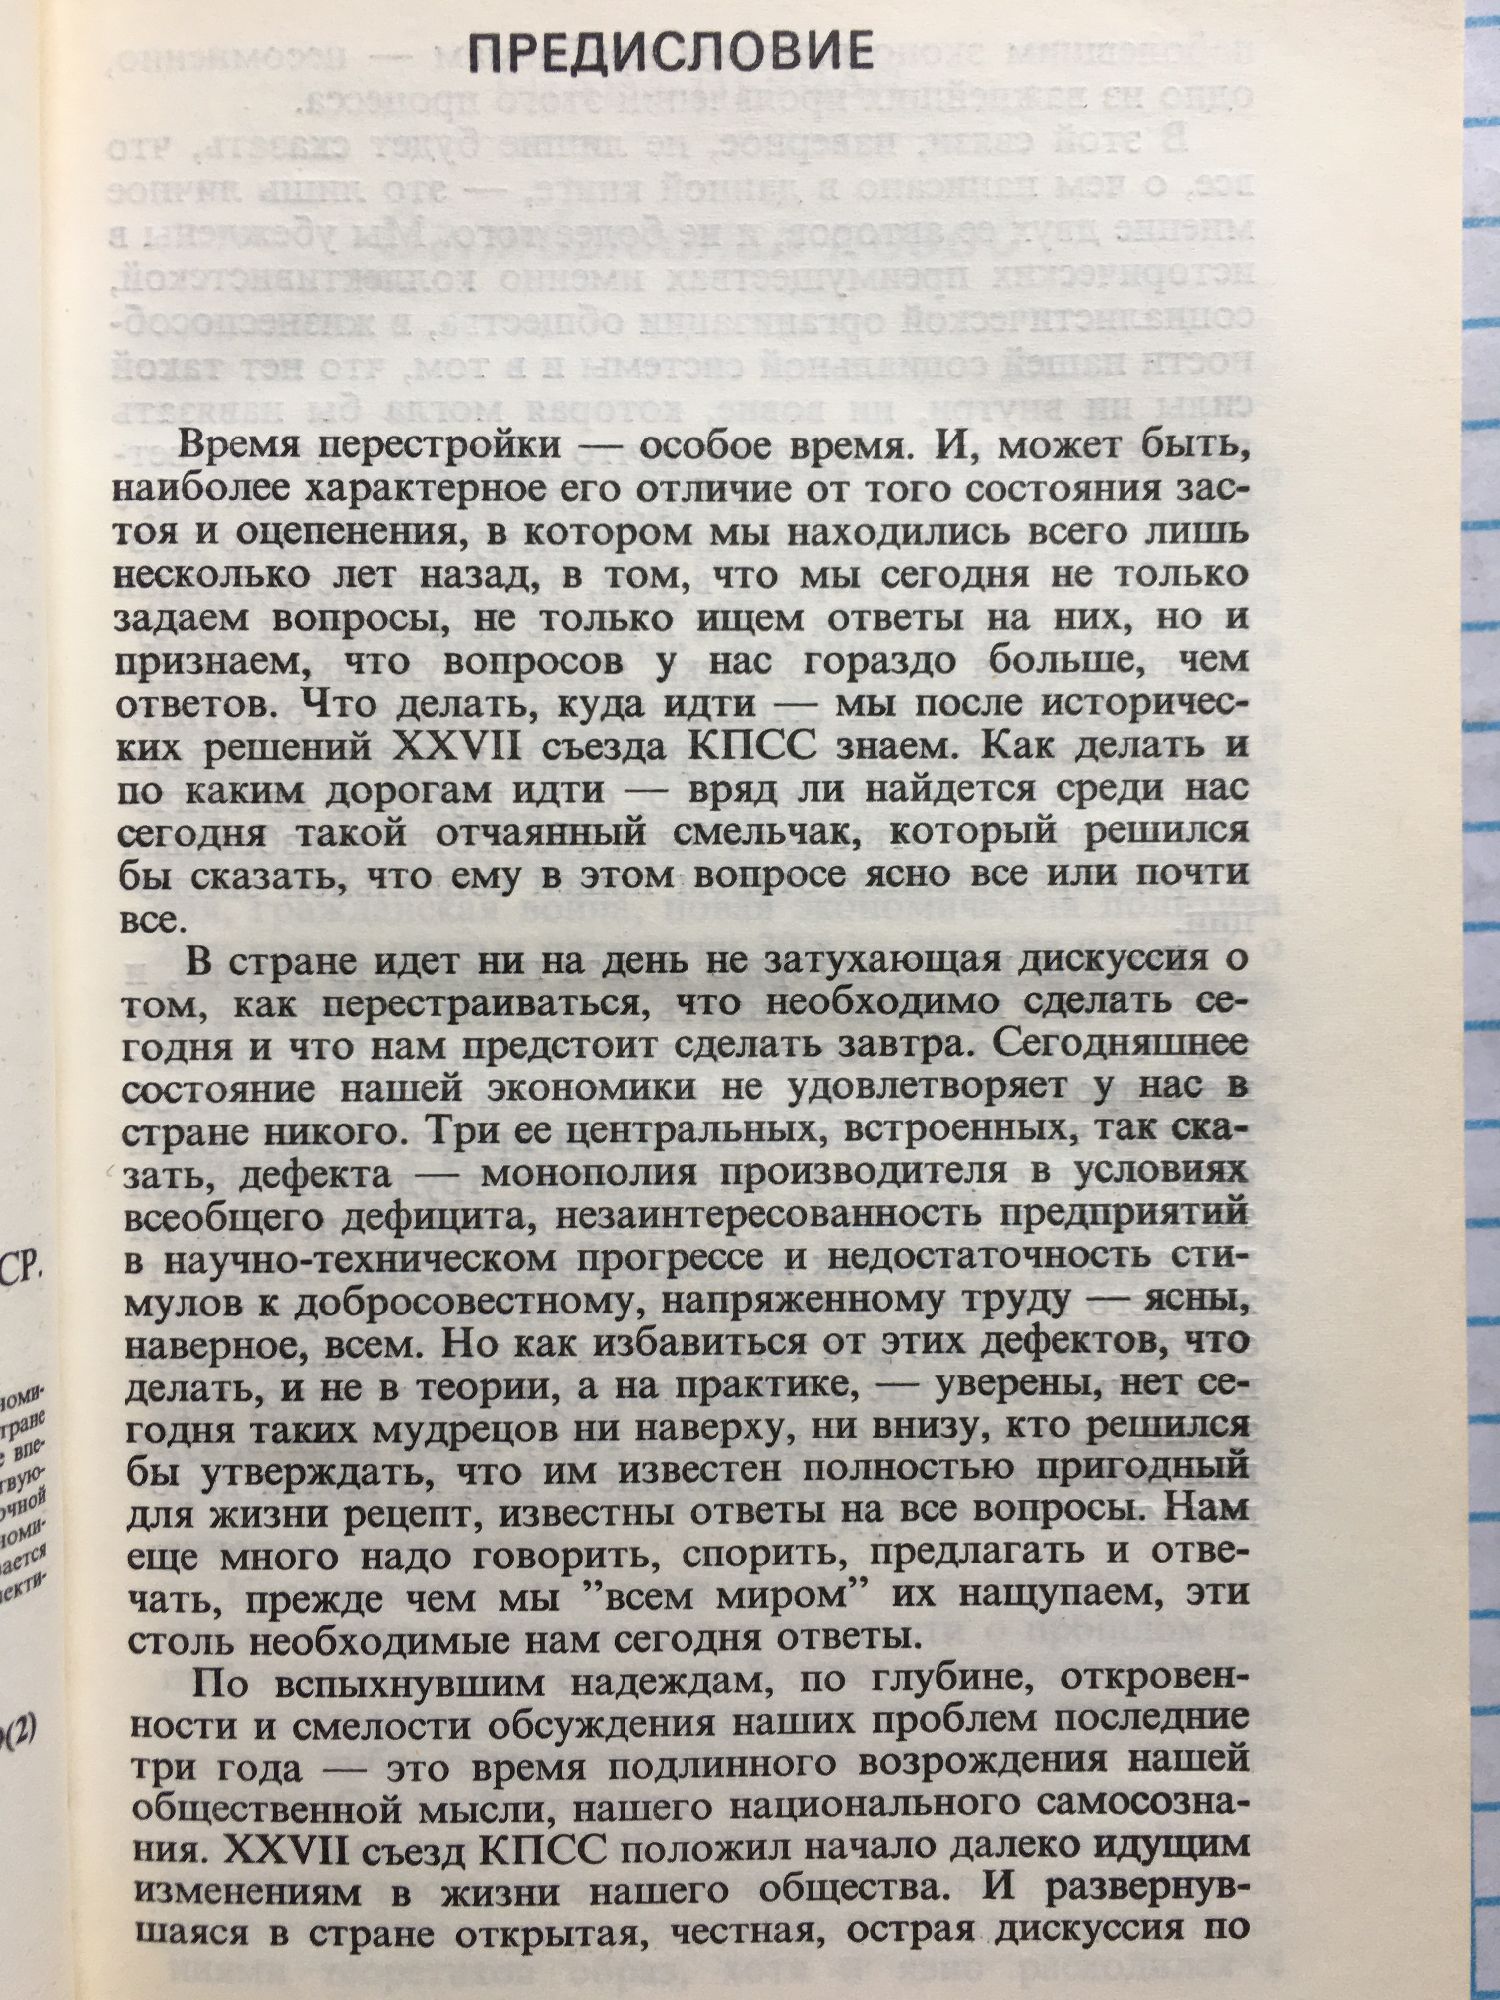 ПРЕДИСЛОВИЕ
Время перестройки — особое время. И, может быть,
наиболее характерное его отличие от того состояния зас-
тоя и оцепенения, в котором мы находились всего лишь
несколько лет назад, в том, что мы сегодня не только
задаем вопросы, не только ищем ответы на них, но и
признаем, что вопросов у нас гораздо больше, чем
ответов. Что делать, куда идти — мы после историчес-
ких решений XXVII съезда КПСС знаем. Как делать и
по каким дорогам идти — вряд ли найдется среди нас
сегодня такой отчаянный смельчак, который решился
бы сказать, что ему в этом вопросе ясно все или почти
все.
В стране идет ни на день не затухающая дискуссия о
том, как перестраиваться, что необходимо сделать се-
годня и что нам предстоит сделать завтра. Сегодняшнее
состояние нашей экономики не удовлетворяет у нас в
стране никого. Три ее центральных, встроенных, так ска-
зать, дефекта — монополия производителя в условиях
всеобщего дефицита, незаинтересованность предприятий
в научно-техническом прогрессе и недостаточность сти-
мулов к добросовестному, напряженному труду — ясны,
наверное, всем. Но как избавиться от этих дефектов, что
делать, и не в теории, а на практике, — уверены, нет се-
годня таких мудрецов ни наверху, ни внизу, кто решился
бы утверждать, что им известен полностью пригодный
для жизни рецепт, известны ответы на все вопросы. Нам
еще много надо говорить, спорить, предлагать и отве-
чать, прежде чем мы ”всем миром” их нащупаем, эти
столь необходимые нам сегодня ответы.
По вспыхнувшим надеждам, по глубине, откровен-
ности и смелости обсуждения наших проблем последние
три года — это время подлинного возрождения нашей
общественной мысли, нашего национального самосозна-
ния. XXVII съезд КПСС положил начало далеко идущим
изменениям в жизни нашего общества. И развернув-
шаяся в стране открытая, честная, острая дискуссия по